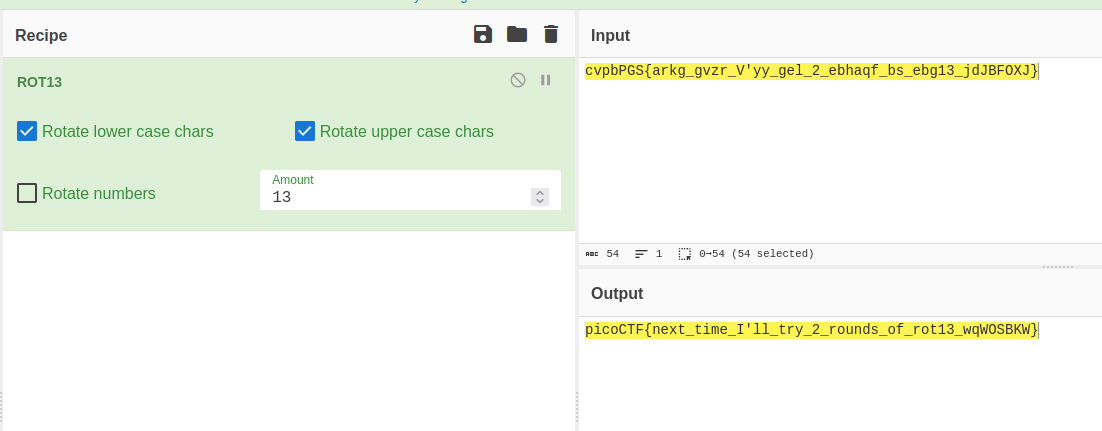 Recipe
Input
ROT13
cvpbPGS{arkg_gvzr_V'yy_gel_2_ebhaqf_bs_ebg13_jdJBFOXJ}
Rotate lower case chars
Rotate upper case chars
Rotate numbers
Amount
13
ABC 54 1 0→54 (54 selected)
Output
picoCTF{next_time_I'll_try_2_rounds_of_rot13_wqWOSBKW}